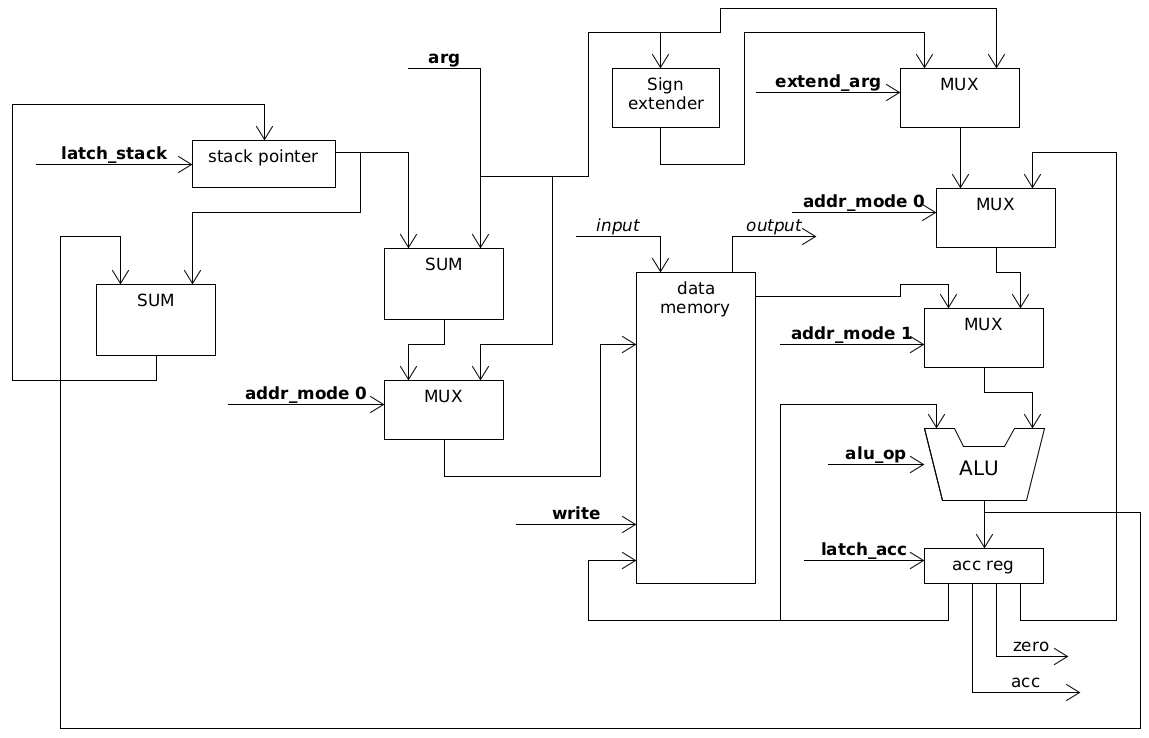 arg
Sign
extender
extend_arg
MUX
latch_stack
stack pointer
addr_mode 0
MUX
input
output
SUM
data
memory
SUM
addr_mode 1
MUX
addr_mode 0
MUX
alu_op
ALU
write
latch_acc
acc reg
zero
acc